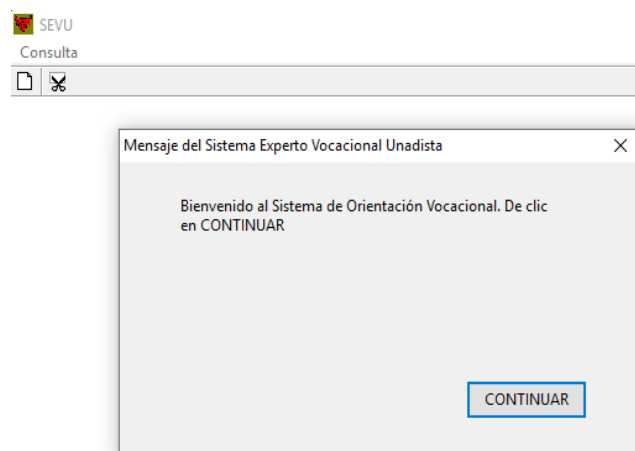 SEVU
Consulta
Mensaje del Sistema Experto Vocacional Unadista
Bienvenido al Sistema de Orientación Vocacional. De clic
en CONTINUAR
CONTINUAR